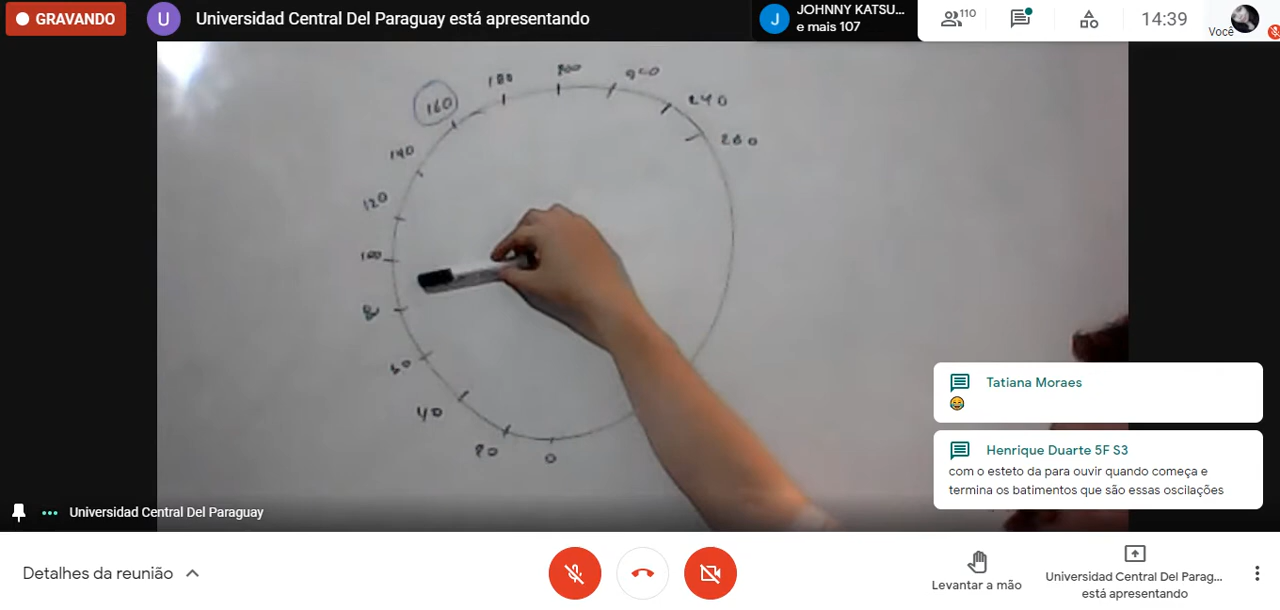 GRAVANDO
U
Universidad Central Del Paraguay está apresentando
J
JOHNNY KATSU...
e mais 107
110
14:39
Você
160
180
200
240
260
140
120
100
80
60
40
20
0
Tatiana Moraes
Henrique Duarte 5F S3
com o esteto da para ouvir quando começa e
termina os batimentos que são essas oscilações
Universidad Central Del Paraguay
Detalhes da reunião
Levantar a mão
Universidad Central Del Parag...
está apresentando